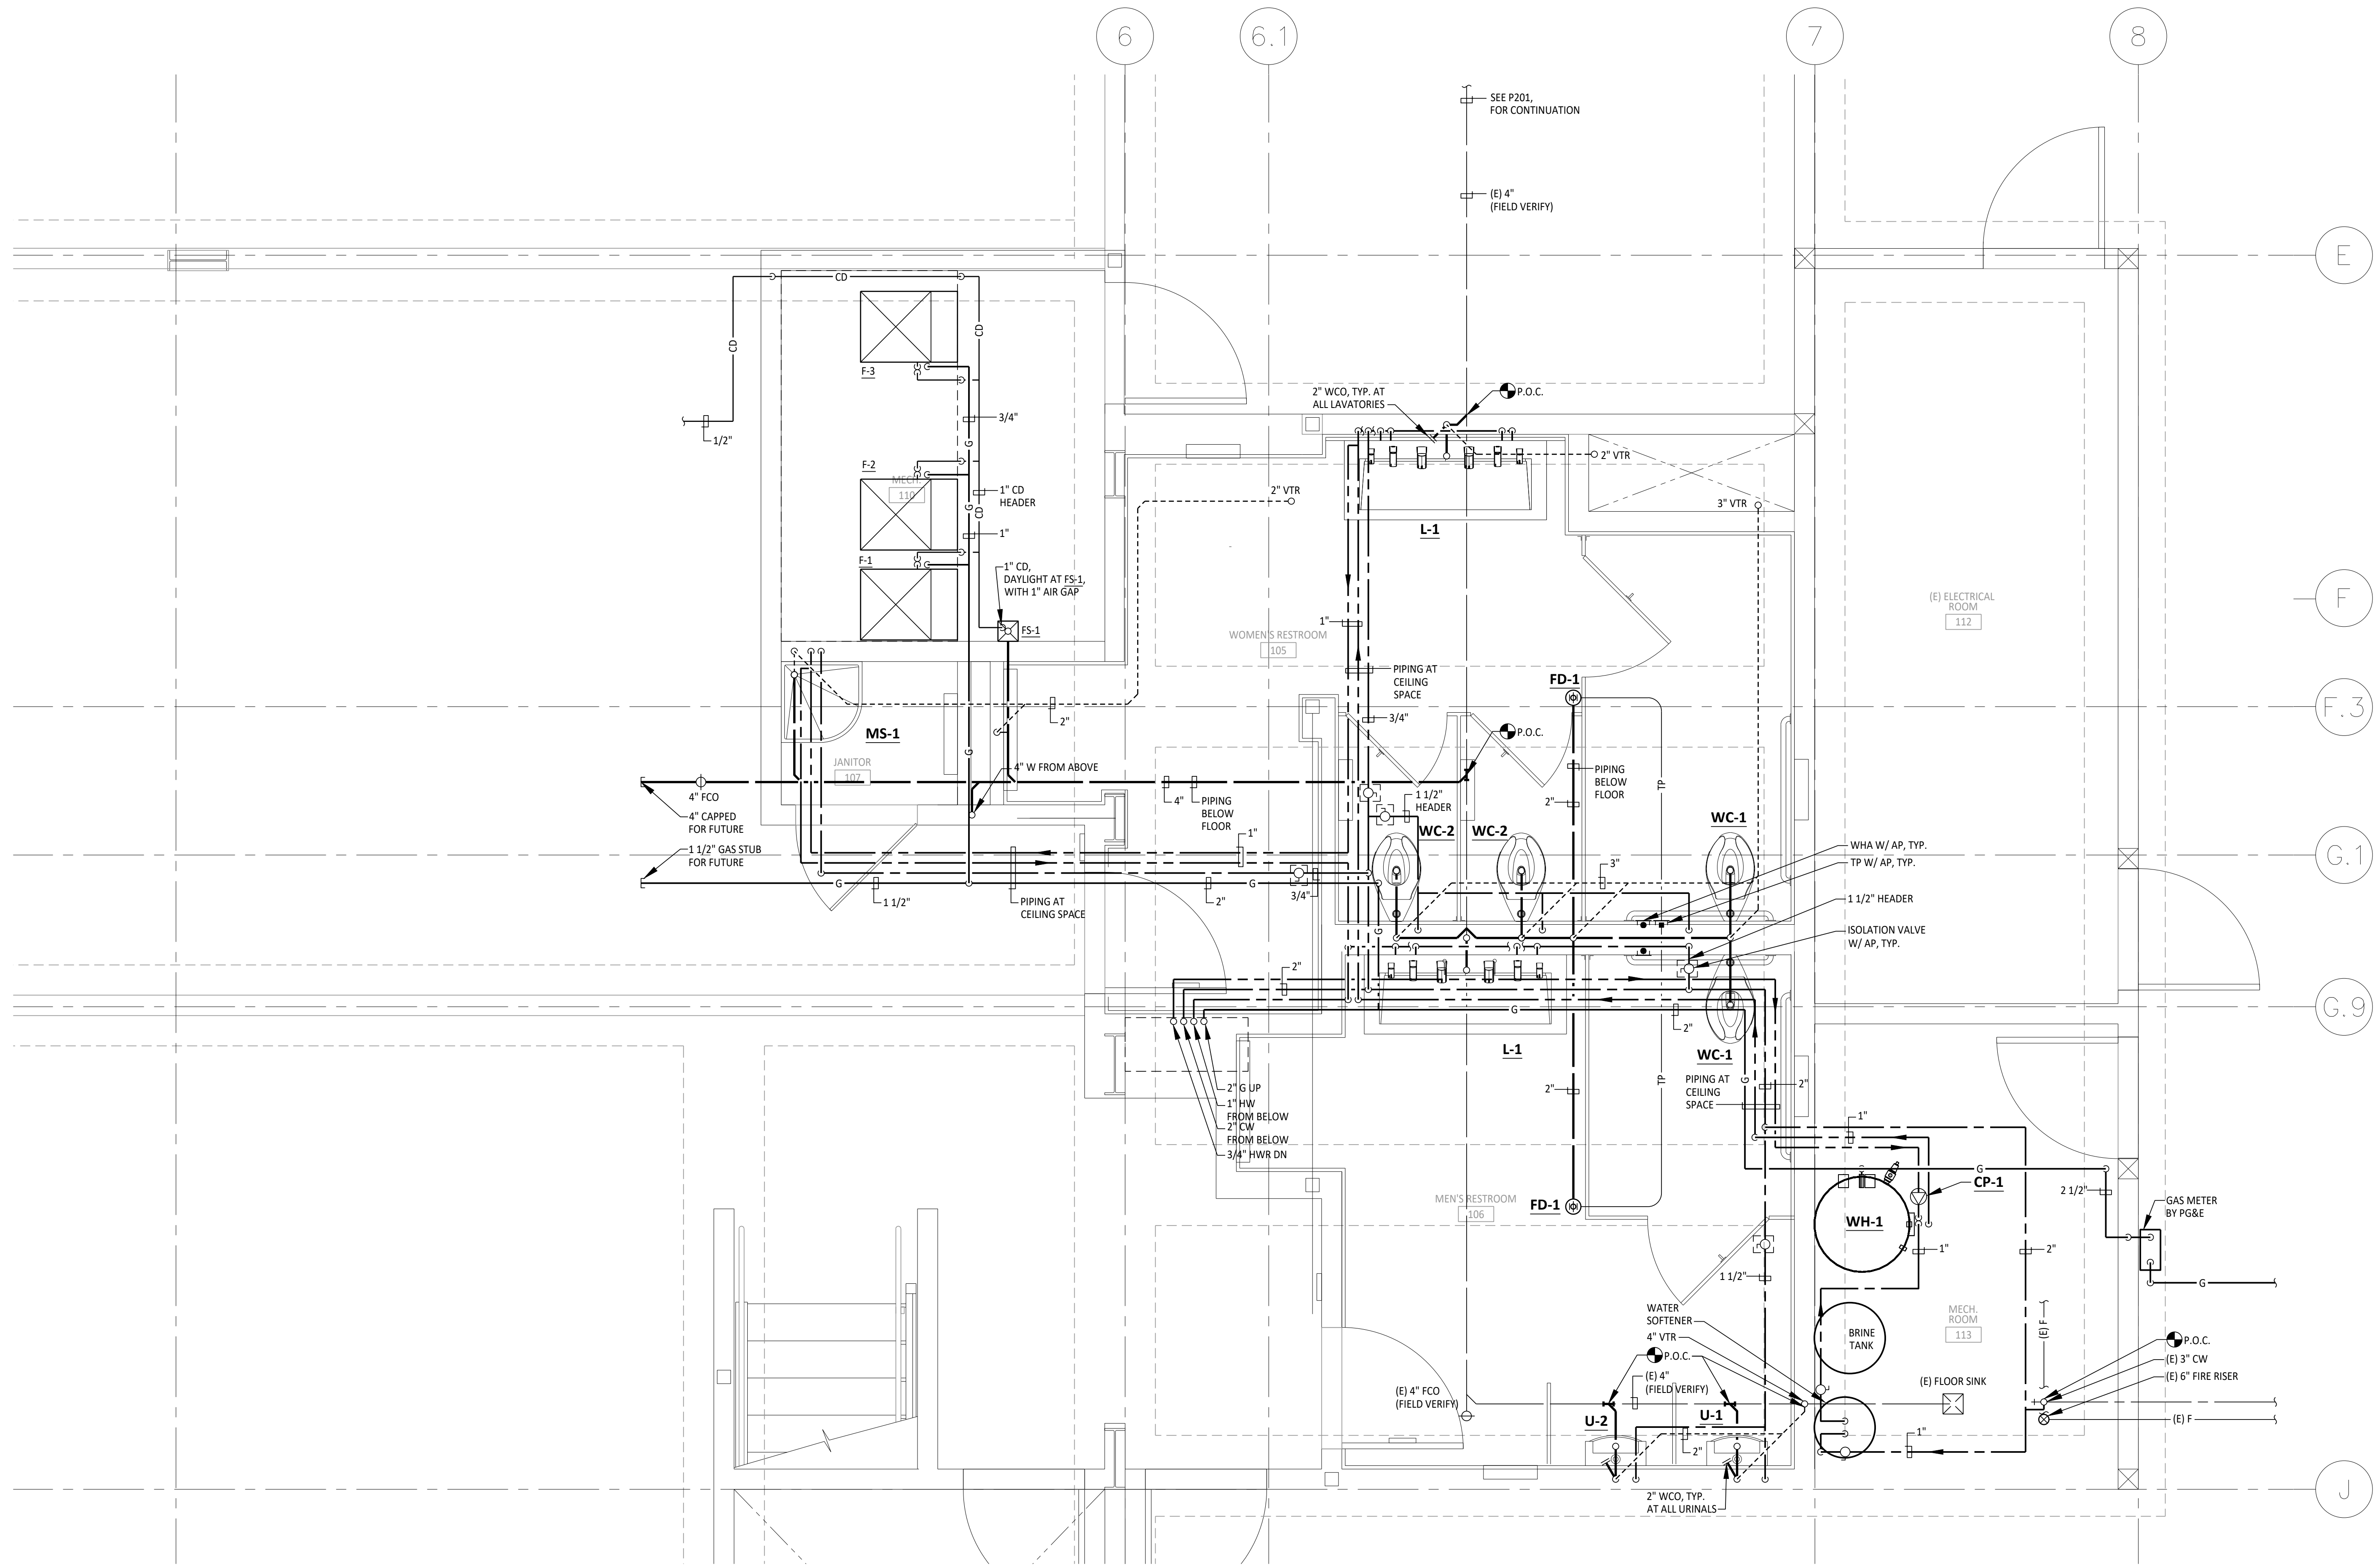 6
6.1
7
8
SEE P201,
FOR CONTINUATION
(E) 4"
(FIELD VERIFY)
E
CD
CD
CD
F-3
1/2"
3/4"
G
2" WCO, TYP. AT
ALL LAVATORIES
P.O.C.
2" VTR
F-2
MECH.
110
1" CD
HEADER
G
CD
2" VTR
3" VTR
L-1
1"
F-1
1" CD,
DAYLIGHT AT FS-1,
WITH 1" AIR GAP
FS-1
(E) ELECTRICAL
ROOM
112
F
1"
WOMEN'S RESTROOM
105
PIPING AT
CEILING
SPACE
FD-1
F.3
2"
3/4"
MS-1
P.O.C.
G
JANITOR
107
4" W FROM ABOVE
PIPING
BELOW
FLOOR
TP
4" FCO
4"
PIPING
BELOW
FLOOR
1 1/2"
HEADER
2"
4" CAPPED
FOR FUTURE
WC-2
WC-2
WC-1
1"
1 1/2" GAS STUB
FOR FUTURE
WHA W/ AP, TYP.
TP W/ AP, TYP.
G.1
3"
G
G
1 1/2"
2"
3/4"
PIPING AT
CEILING SPACE
1 1/2" HEADER
G
ISOLATION VALVE
W/ AP, TYP.
2"
G
2"
G.9
L-1
WC-1
2" G UP
1" HW
FROM BELOW
2" CW
FROM BELOW
3/4" HWR DN
2"
TP
PIPING AT
CEILING
SPACE
G
2"
1"
G
CP-1
2 1/2"
GAS METER
BY PG&E
MEN'S RESTROOM
106
FD-1
WH-1
1"
2"
1 1/2"
G
WATER
SOFTENER
4" VTR
P.O.C.
BRINE
TANK
MECH.
ROOM
113
(E) F
P.O.C.
(E) 3" CW
(E) 6" FIRE RISER
(E) 4" FCO
(FIELD VERIFY)
(E) 4"
(FIELD VERIFY)
(E) FLOOR SINK
U-2
U-1
(E) F
2"
1"
2" WCO, TYP.
AT ALL URINALS
J